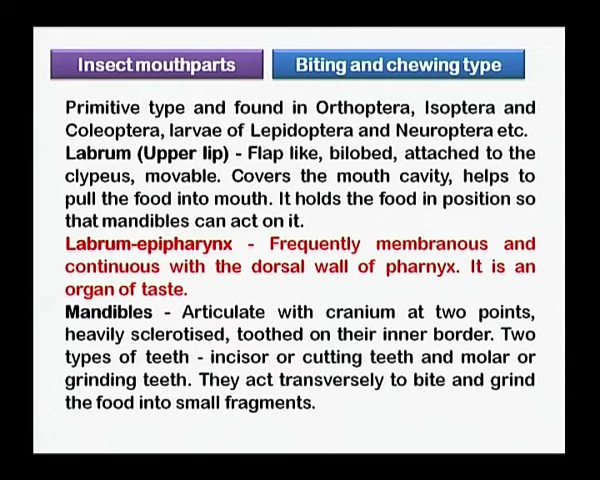 Insect mouthparts
Biting and chewing type
Primitive type and found in Orthoptera, Isoptera and
Coleoptera, larvae of Lepidoptera and Neuroptera etc.
Labrum (Upper lip) - Flap like, bilobed, attached to the
clypeus, movable. Covers the mouth cavity, helps to
pull the food into mouth. It holds the food in position so
that mandibles can act on it.
Labrum-epipharynx - Frequently membranous and
continuous with the dorsal wall of pharnyx. It is an
organ of taste.
Mandibles - Articulate with cranium at two points,
heavily sclerotised, toothed on their inner border. Two
types of teeth - incisor or cutting teeth and molar or
grinding teeth. They act transversely to bite and grind
the food into small fragments.